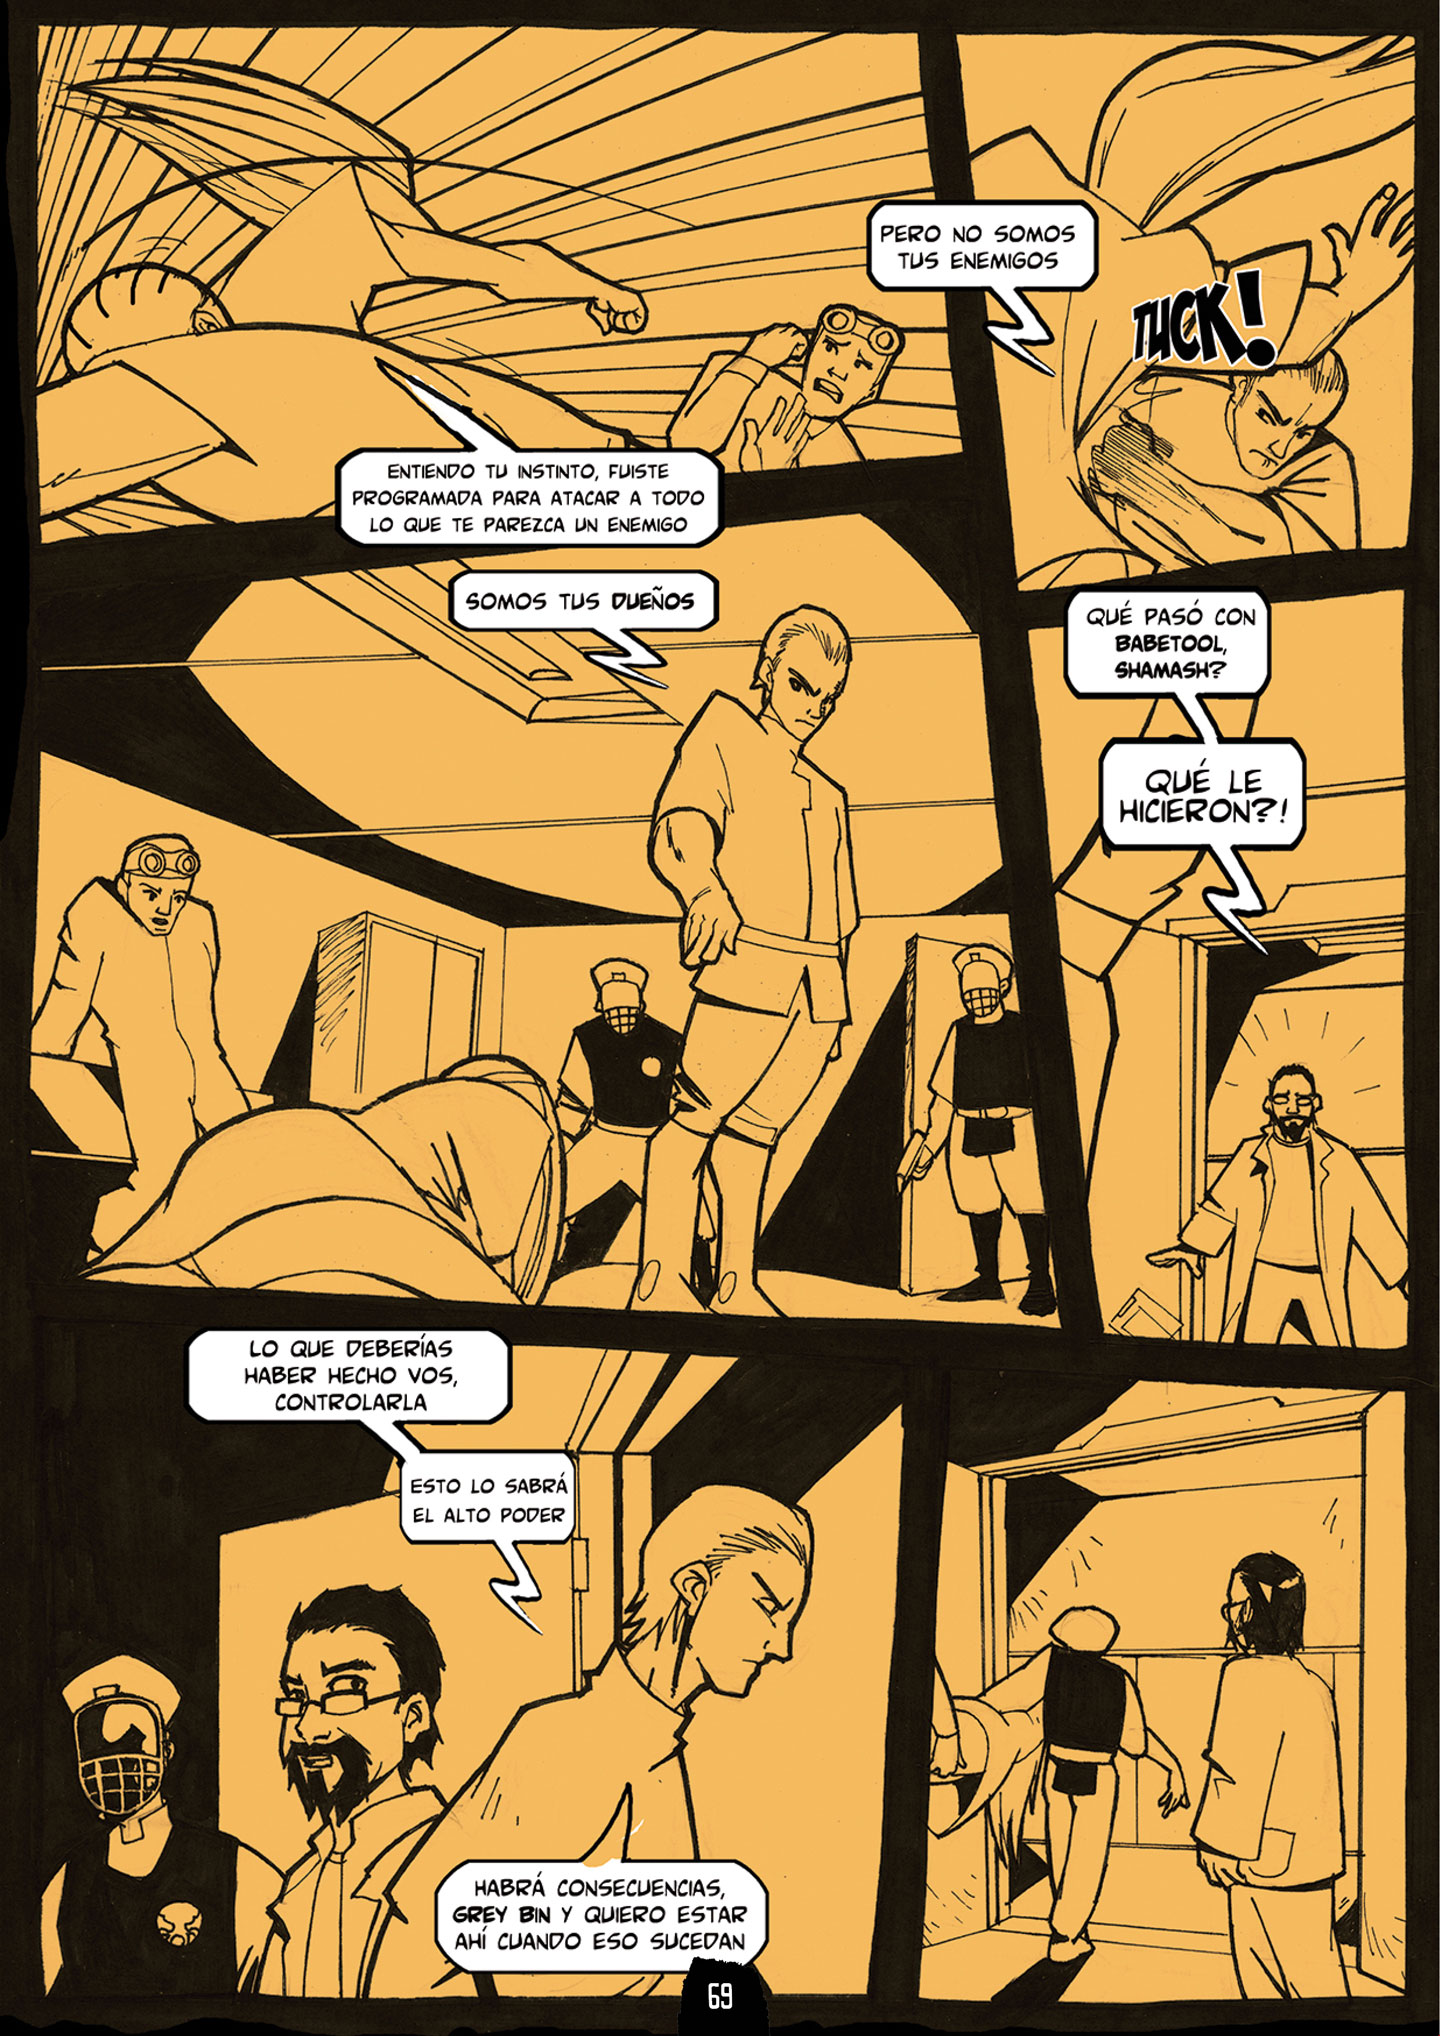 ENTIENDO TU INSTINTO, FUISTE
PROGRAMADA PARA ATACAR A TODO
LO QUE TE PAREZCA UN ENEMIGO
PERO NO SOMOS
TUS ENEMIGOS
TUCK!
SOMOS TUS DUEÑOS
QUÉ PASÓ CON
BABETOOL,
SHAMASH?
QUÉ LE
HICIERON?!
LO QUE DEBERÍAS
HABER HECHO VOS,
CONTROLARLA
ESTO LO SABRÁ
EL ALTO PODER
HABRÁ CONSECUENCIAS,
GREY BIN Y QUIERO ESTAR
AHÍ CUANDO ESO SUCEDAN
69